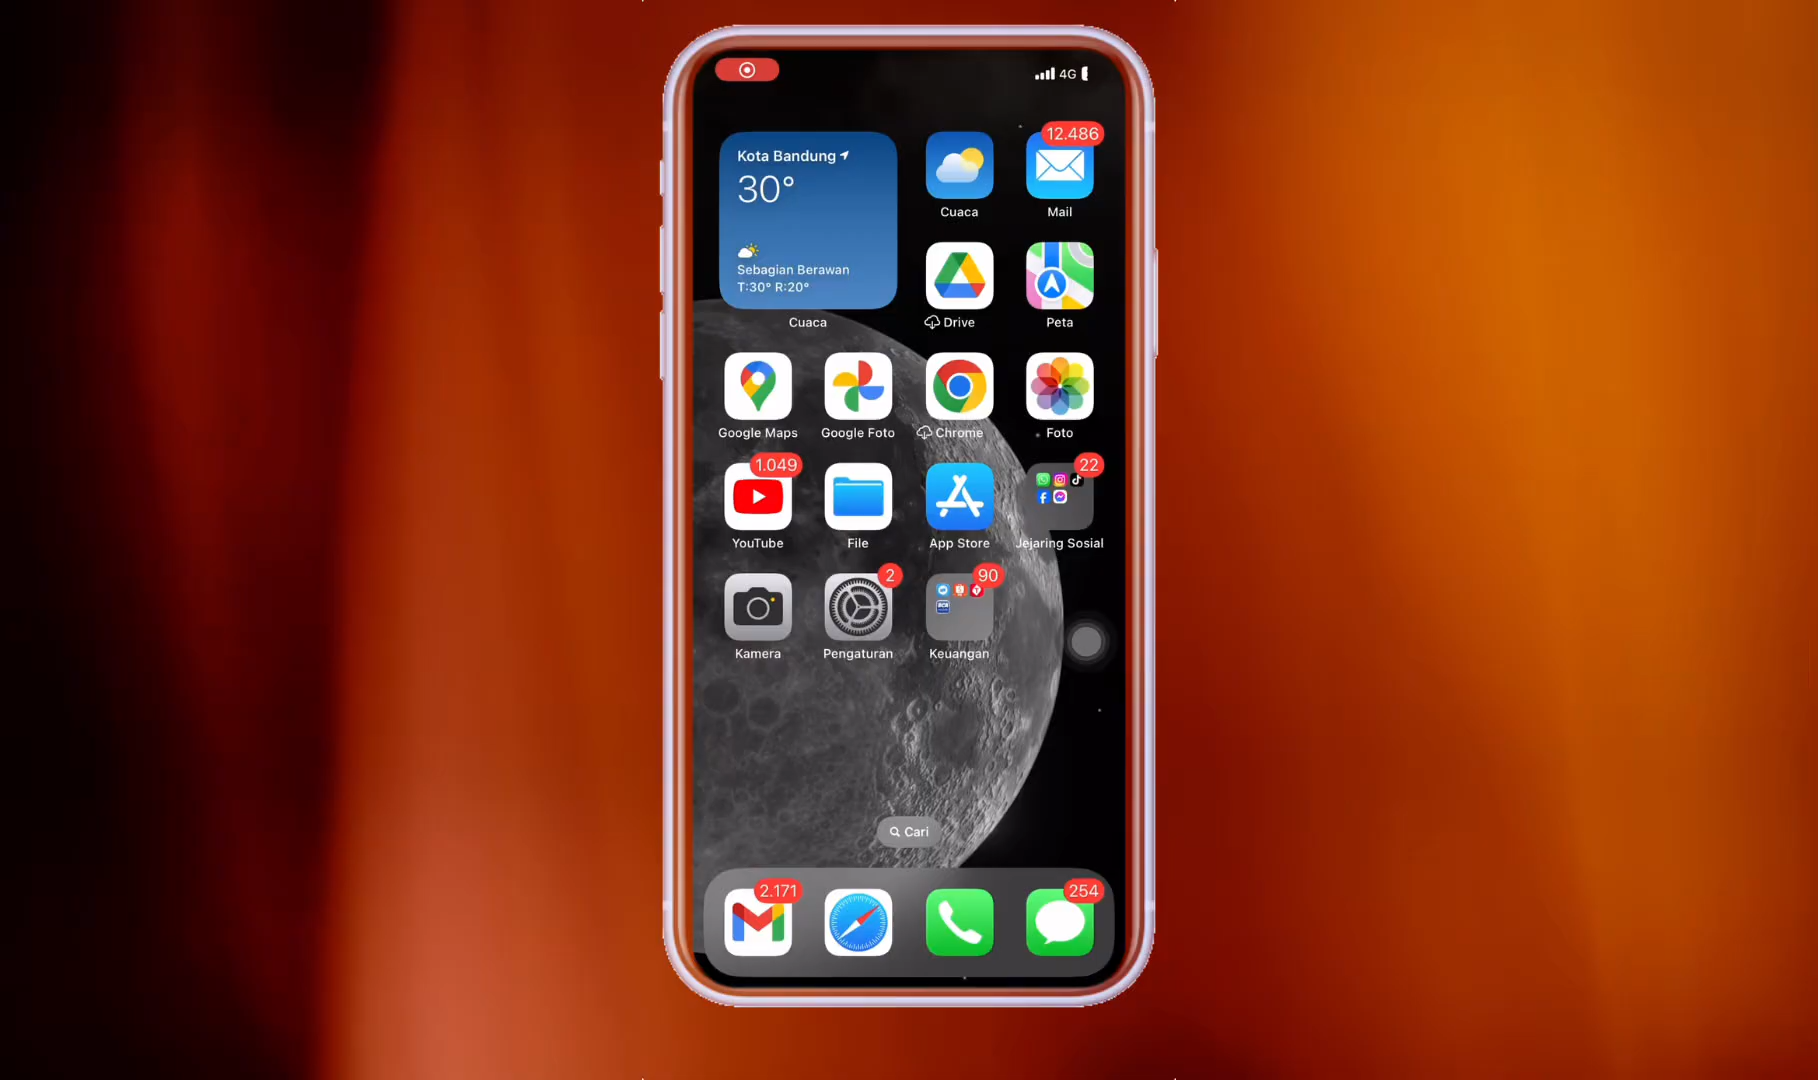 4G
Kota Bandung
30°
Sebagian Berawan
T:30° R:20°
Cuaca
Cuaca
12.486
Mail
Drive
Peta
Google Maps
Google Foto
Chrome
Foto
1.049
YouTube
File
App Store
22
Jejaring Sosial
Kamera
2
Pengaturan
90
Keuangan
Cari
2.171
254